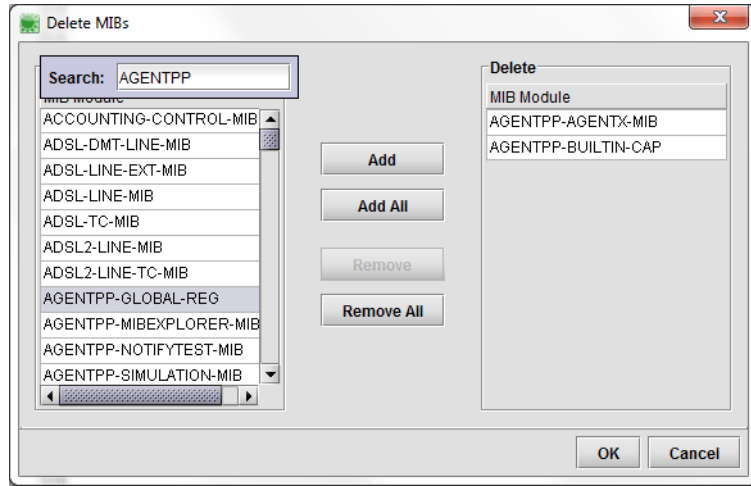 Delete MIBs
Search: AGENTPP
MIB Module
ACCOUNTING-CONTROL-MIB
ADSL-DMT-LINE-MIB
ADSL-LINE-EXT-MIB
ADSL-LINE-MIB
ADSL-TC-MIB
ADSL2-LINE-MIB
ADSL2-LINE-TC-MIB
AGENTPP-GLOBAL-REG
AGENTPP-MIBEXPLORER-MIB
AGENTPP-NOTIFYTEST-MIB
AGENTPP-SIMULATION-MIB
Add
Add All
Remove
Remove All
Delete
MIB Module
AGENTPP-AGENTX-MIB
AGENTPP-BUILTIN-CAP
OK
Cancel